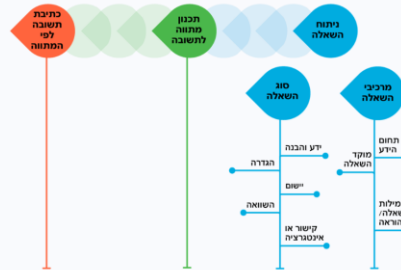 ניתוח
השאלה
תכנון
מתווה
לתשובה
כתיבת
תשובה
לפי
המתווה
מרכיבי
השאלה
סוג
השאלה
תחום
הידע
מוקד
השאלה
מילות
שאלה/
הוראה
ידע והבנה
הגדרה
יישום
השוואה
קישור או
אינטגרציה